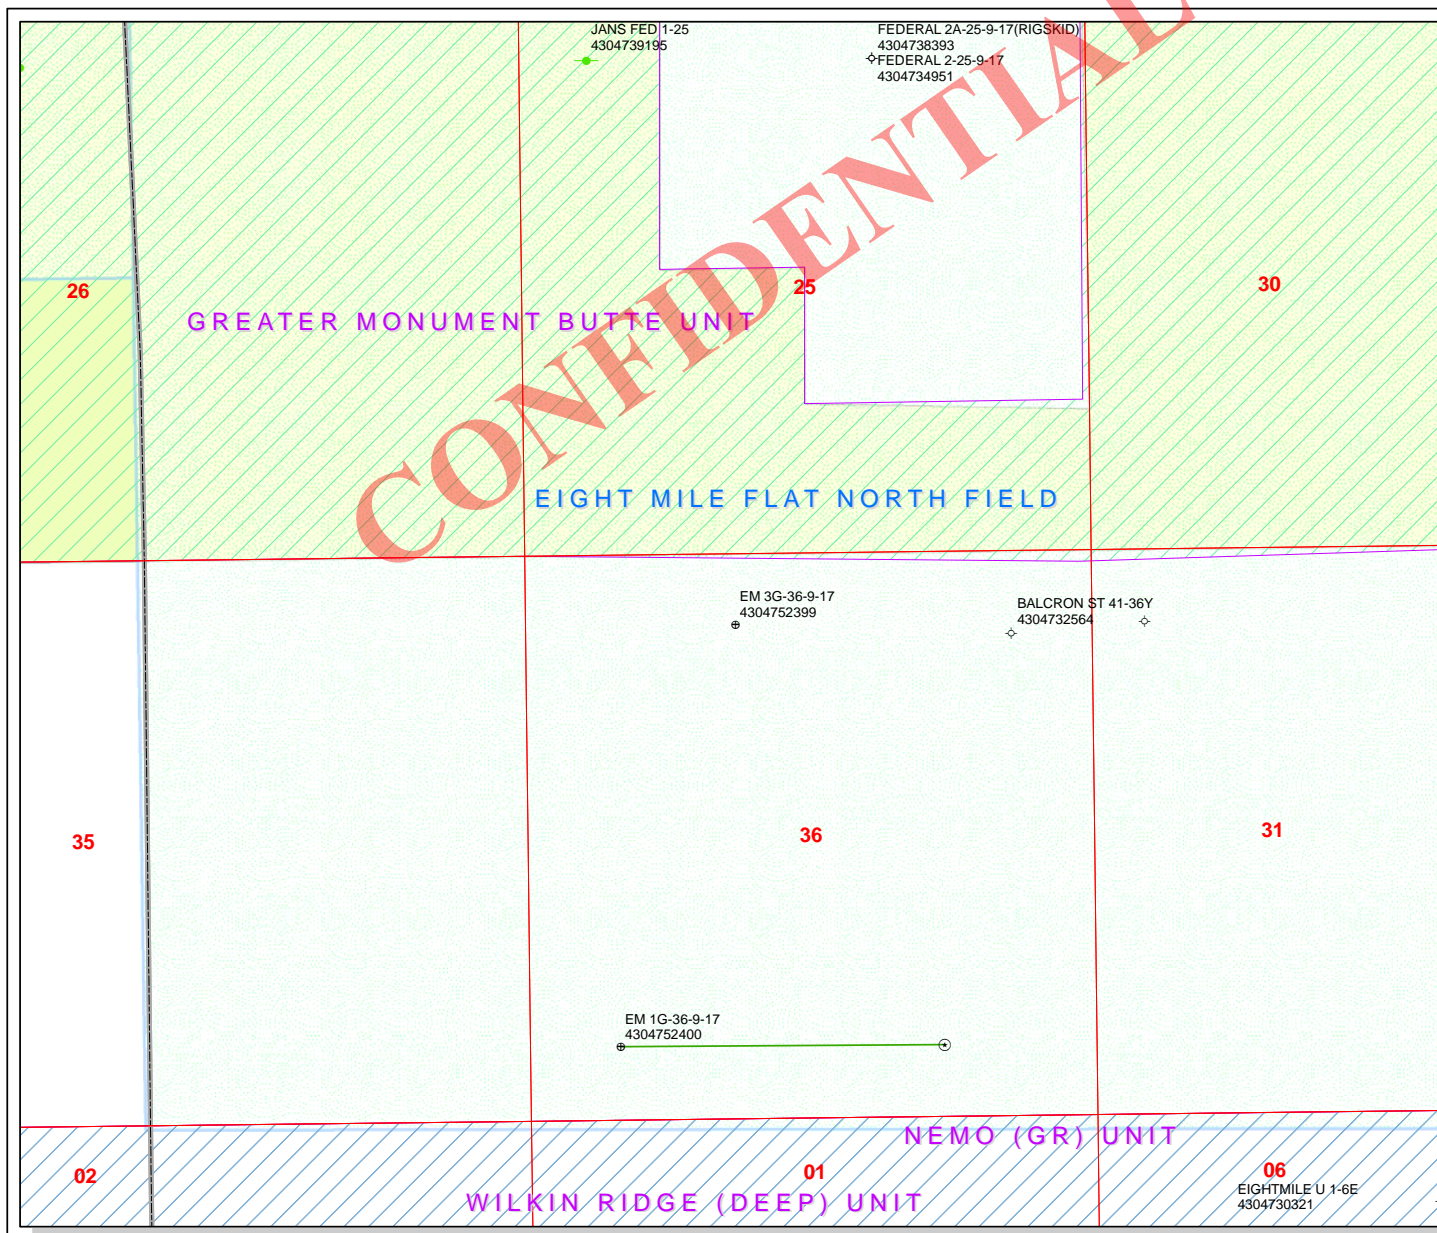 JANS FED 1-25
4304739195
FEDERAL 2A-25-9-17(RIGSKID)
4304738393
FEDERAL 2-25-9-17
4304734951
CONFIDENTIAL
26
25
30
GREATER MONUMENT BUTTE UNIT
EIGHT MILE FLAT NORTH FIELD
EM 3G-36-9-17
4304752399
BALCRON ST 41-36Y
4304732564
35
36
31
EM 1G-36-9-17
4304752400
NEMO (GR) UNIT
02
01
06
EIGHTMILE U 1-6E
4304730321
WILKIN RIDGE (DEEP) UNIT